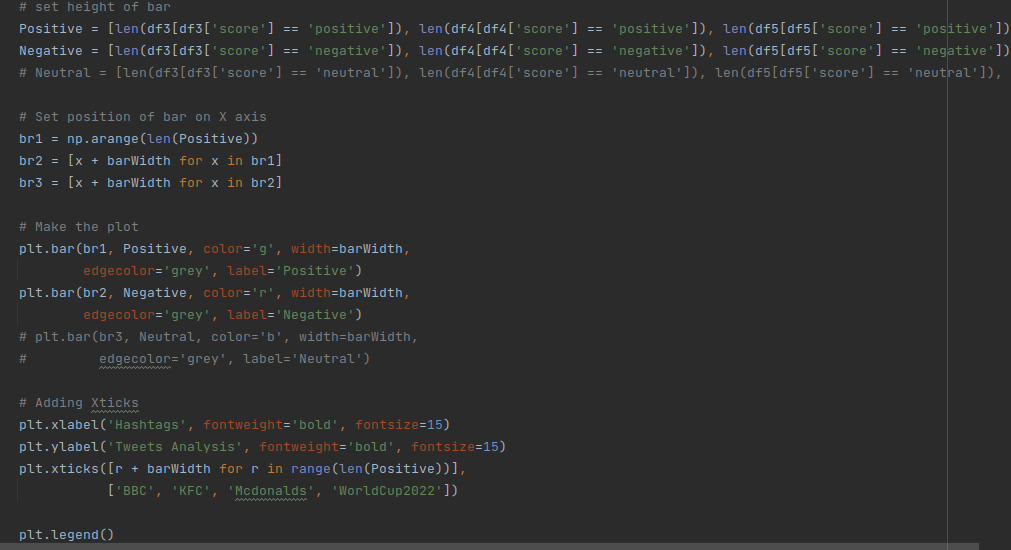 # set height of bar
Positive = [len(df3[df3['score'] == 'positive']), len(df4[df4['score'] == 'positive']), len(df5[df5['score'] == 'positive'])
Negative = [len(df3[df3['score'] == 'negative']), len(df4[df4['score'] == 'negative']), len(df5[df5['score'] == 'negative'])
# Neutral = [len(df3[df3['score'] == 'neutral']), len(df4[df4['score'] == 'neutral']), len(df5[df5['score'] == 'neutral']),
# Set position of bar on X axis
br1 = np.arange(len(Positive))
br2 = [x + barWidth for x in br1]
br3 = [x + barWidth for x in br2]
# Make the plot
plt.bar(br1, Positive, color='g', width=barWidth,
        edgecolor='grey', label='Positive')
plt.bar(br2, Negative, color='r', width=barWidth,
        edgecolor='grey', label='Negative')
# plt.bar(br3, Neutral, color='b', width=barWidth,
#         edgecolor='grey', label='Neutral')
# Adding Xticks
plt.xlabel('Hashtags', fontweight='bold', fontsize=15)
plt.ylabel('Tweets Analysis', fontweight='bold', fontsize=15)
plt.xticks([r + barWidth for r in range(len(Positive))],
           ['BBC', 'KFC', 'Mcdonalds', 'WorldCup2022'])
plt.legend()